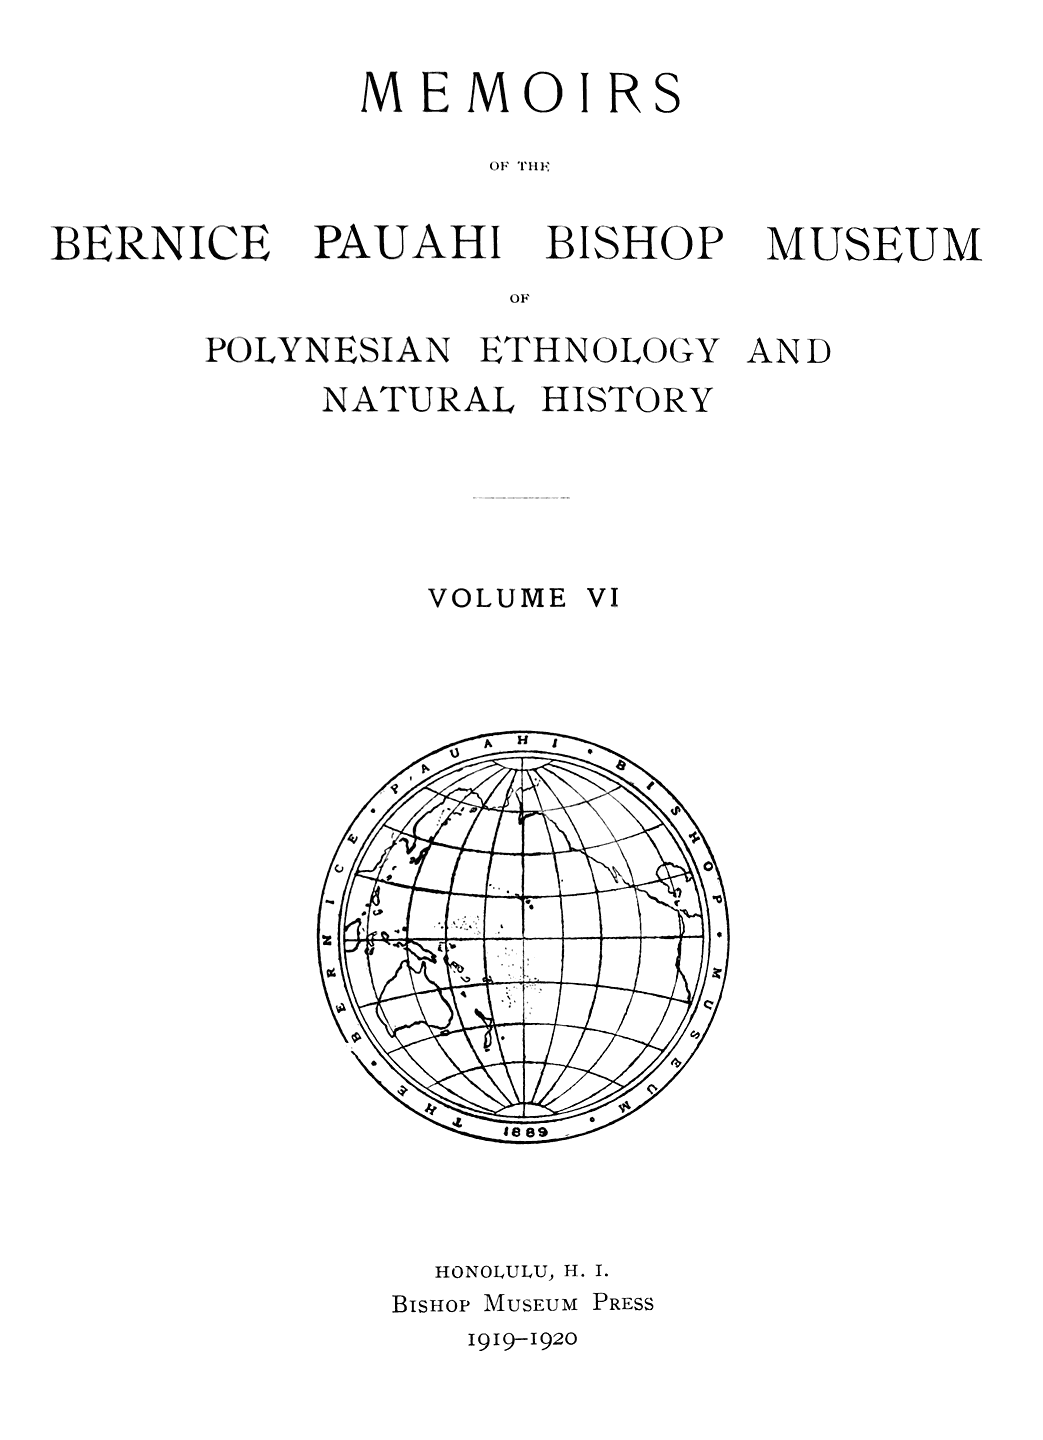 MEMOIRS
OF THE
BERNICE PAUAHI BISHOP MUSEUM
OF
POLYNESIAN ETHNOLOGY AND
NATURAL HISTORY
VOLUME VI
THE • BERNICE • PAUAHI • BISHOP • MUSEUM •
1889
HONOLULU, H. I.
BISHOP MUSEUM PRESS
1919–1920